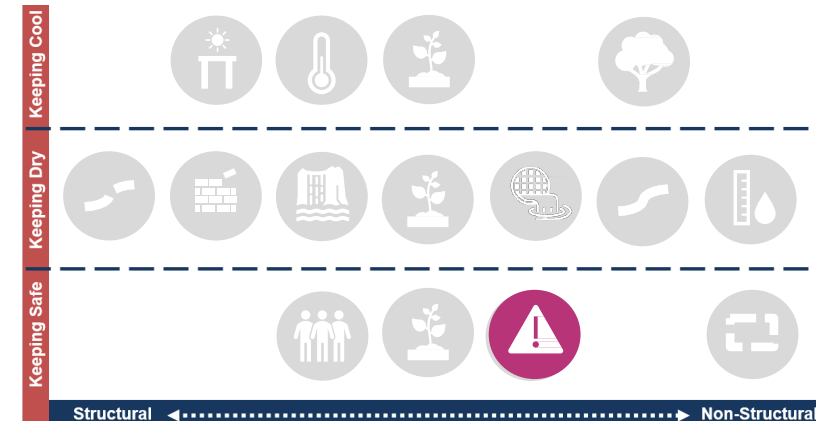 Keeping Cool
Keeping Dry
Keeping Safe
Structural
Non-Structural